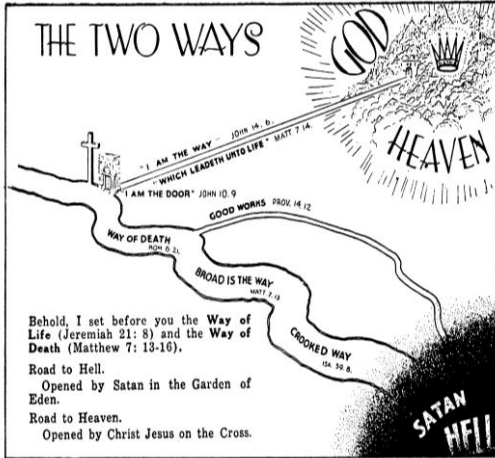 THE TWO WAYS
GOD
HEAVEN
"I AM THE WAY" JOHN 14. 6.
"WHICH LEADETH UNTO LIFE" MATT. 7 14.
"I AM THE DOOR" JOHN 10. 9
GOOD WORKS PROV. 14. 12
WAY OF DEATH
ROM. 6. 21.
BROAD IS THE WAY
MATT. 7. 13
CROOKED WAY
ISA. 59. 8.
Behold, I set before you the Way of
Life (Jeremiah 21: 8) and the Way of
Death (Matthew 7: 13-16).
Road to Hell.
Opened by Satan in the Garden of
Eden.
Road to Heaven.
Opened by Christ Jesus on the Cross.
SATAN
HELL